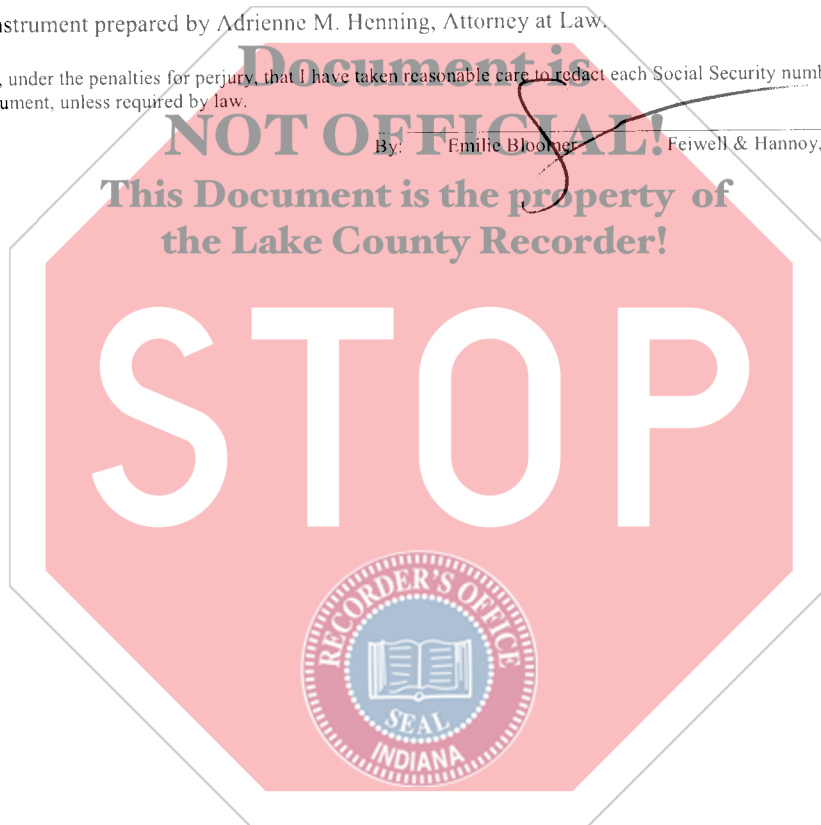 nstrument prepared by Adrienne M. Henning, Attorney at Law.
Document is
, under the penalties for perjury, that I have taken reasonable care to redact each Social Security numb
ument, unless required by law.
NOT OFFICIAL!
By: Emilie Bloomer Feiwell & Hannoy,
This Document is the property of
the Lake County Recorder!
STOP
RECORDER'S OFFICE
SEAL
INDIANA